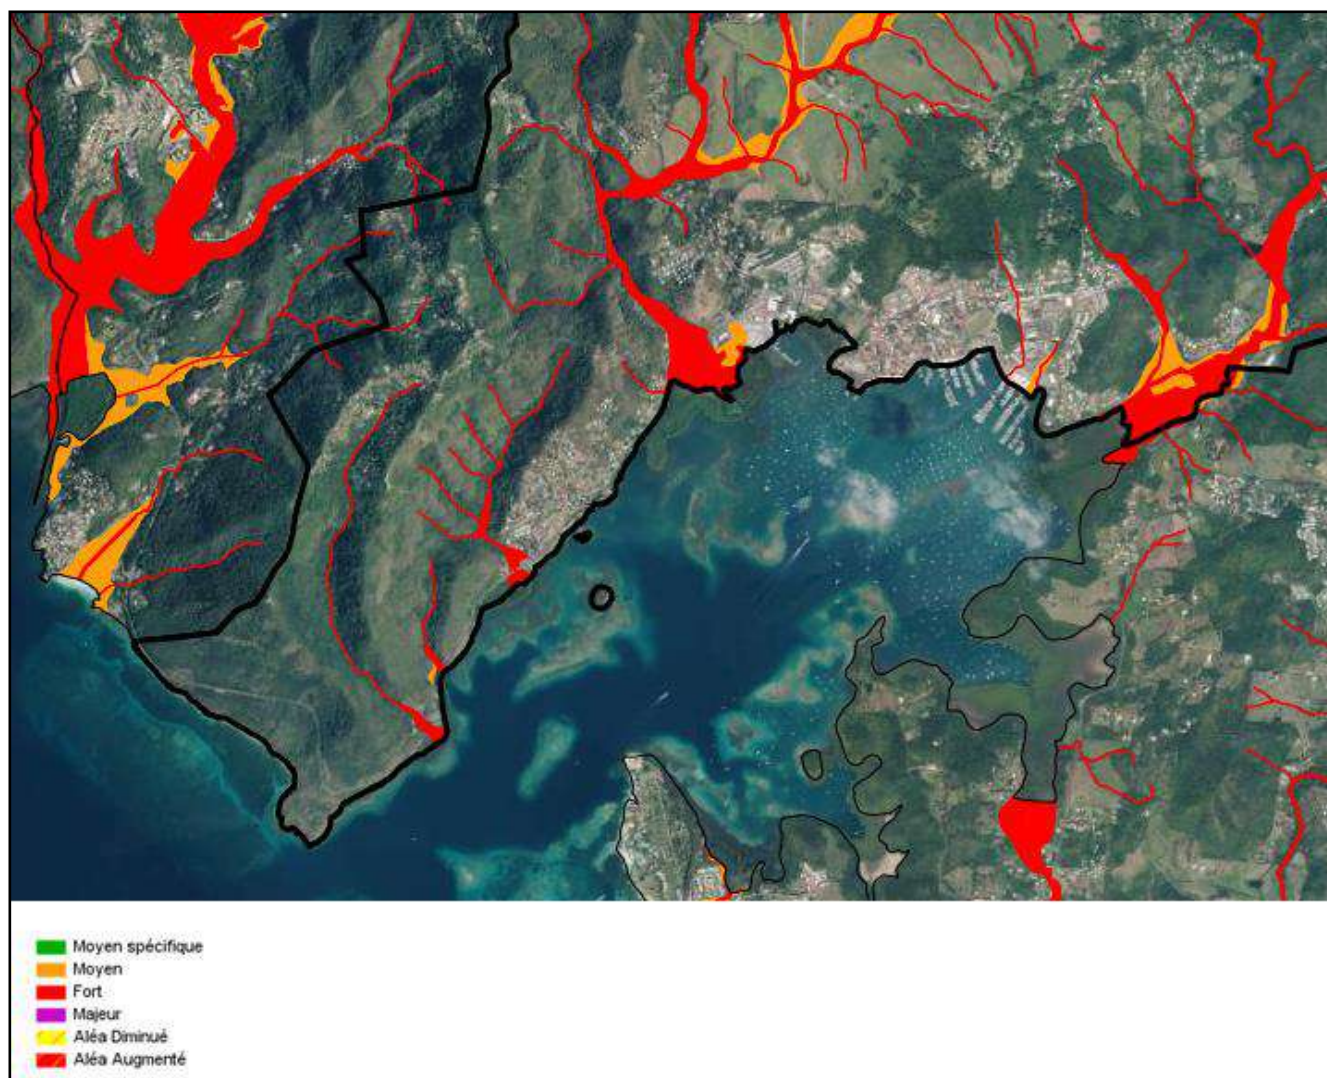 Moyen spécifique
Moyen
Fort
Majeur
Aléa Diminué
Aléa Augmenté